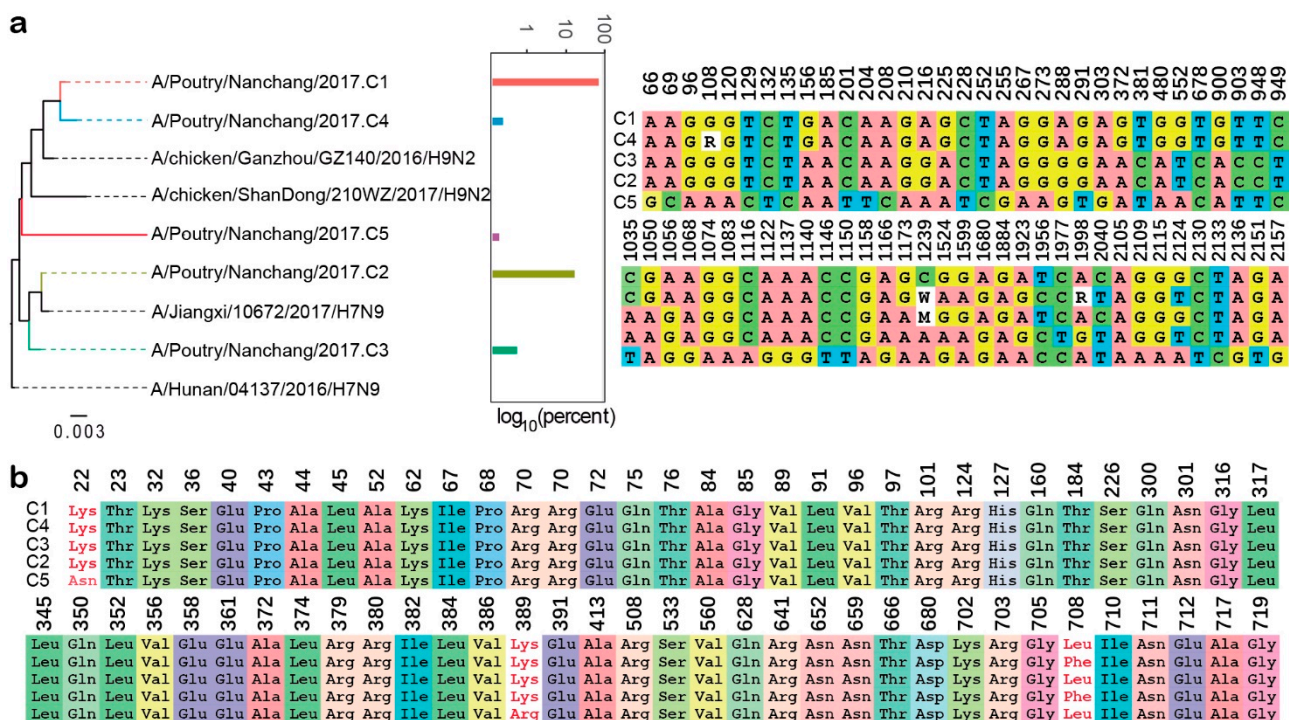 a
1 10 100
A/Poutry/Nanchang/2017.C1
A/Poutry/Nanchang/2017.C4
A/chicken/Ganzhou/GZ140/2016/H9N2
A/chicken/ShanDong/210WZ/2017/H9N2
A/Poutry/Nanchang/2017.C5
A/Poutry/Nanchang/2017.C2
A/Jiangxi/10672/2017/H7N9
A/Poutry/Nanchang/2017.C3
A/Hunan/04137/2016/H7N9
0.003
log10(percent)
66 69 96 108 120 129 132 135 156 185 201 204 208 210 216 225 228 252 255 267 273 288 291 303 372 381 480 552 678 900 903 948 949
C1 A A G G G T C T G A C A A G A G C T A G G A G A G T G G T G T T C
C4 A A G R G T C T G A C A A G A G C T A G G A G A G T G G T G T T C
C3 A A G G G T C T A A C A A G G A C T A G G G G A A C A T C A C C T
C2 A A G G G T C T A A C A A G G A C T A G G G G A A C A T C A C C T
C5 G C A A A C T C A A T T C A A A T C G A A G T G A T A A C A T T C
1035 1050 1056 1068 1074 1083 1116 1122 1137 1140 1146 1150 1158 1166 1173 1239 1524 1599 1680 1884 1923 1956 1977 1998 2040 2105 2109 2115 2124 2130 2133 2136 2151 2157
C G A A G G C A A A C C G A G C G G A G A T C A C A G G G C T A G A
C G A A G G C A A A C C G A G W A A G A G C C R T A G G T C T A G A
A A G A G G C A A A C C G A A M G G A G A T C A C A G G G C T A G A
A A G A G G C A A A C C G A A A G A G A G C T G T A G G T C T A G A
T A G G A A A G G G T T A G A A G A G A A C C A T A A A A T C G T G
b
22 23 32 36 40 43 44 45 52 62 67 68 70 70 72 75 76 84 85 89 91 96 97 101 124 127 160 184 226 300 301 316 317
C1 Lys Thr Lys Ser Glu Pro Ala Leu Ala Lys Ile Pro Arg Arg Glu Gln Thr Ala Gly Val Leu Val Thr Arg Arg His Gln Thr Ser Gln Asn Gly Leu
C4 Lys Thr Lys Ser Glu Pro Ala Leu Ala Lys Ile Pro Arg Arg Glu Gln Thr Ala Gly Val Leu Val Thr Arg Arg His Gln Thr Ser Gln Asn Gly Leu
C3 Lys Thr Lys Ser Glu Pro Ala Leu Ala Lys Ile Pro Arg Arg Glu Gln Thr Ala Gly Val Leu Val Thr Arg Arg His Gln Thr Ser Gln Asn Gly Leu
C2 Lys Thr Lys Ser Glu Pro Ala Leu Ala Lys Ile Pro Arg Arg Glu Gln Thr Ala Gly Val Leu Val Thr Arg Arg His Gln Thr Ser Gln Asn Gly Leu
C5 Asn Thr Lys Ser Glu Pro Ala Leu Ala Lys Ile Pro Arg Arg Glu Gln Thr Ala Gly Val Leu Val Thr Arg Arg His Gln Thr Ser Gln Asn Gly Leu
345 350 352 356 358 361 372 374 379 380 382 384 386 389 391 413 508 533 560 628 641 652 659 666 680 702 703 705 708 710 711 712 717 719
Leu Gln Leu Val Glu Glu Ala Leu Arg Arg Ile Leu Val Lys Glu Ala Arg Ser Val Gln Arg Asn Asn Thr Asp Lys Arg Gly Leu Ile Asn Glu Ala Gly
Leu Gln Leu Val Glu Glu Ala Leu Arg Arg Ile Leu Val Lys Glu Ala Arg Ser Val Gln Arg Asn Asn Thr Asp Lys Arg Gly Phe Ile Asn Glu Ala Gly
Leu Gln Leu Val Glu Glu Ala Leu Arg Arg Ile Leu Val Lys Glu Ala Arg Ser Val Gln Arg Asn Asn Thr Asp Lys Arg Gly Leu Ile Asn Glu Ala Gly
Leu Gln Leu Val Glu Glu Ala Leu Arg Arg Ile Leu Val Lys Glu Ala Arg Ser Val Gln Arg Asn Asn Thr Asp Lys Arg Gly Phe Ile Asn Glu Ala Gly
Leu Gln Leu Val Glu Glu Ala Leu Arg Arg Ile Leu Val Arg Glu Ala Arg Ser Val Gln Arg Asn Asn Thr Asp Lys Arg Gly Leu Ile Asn Glu Ala Gly